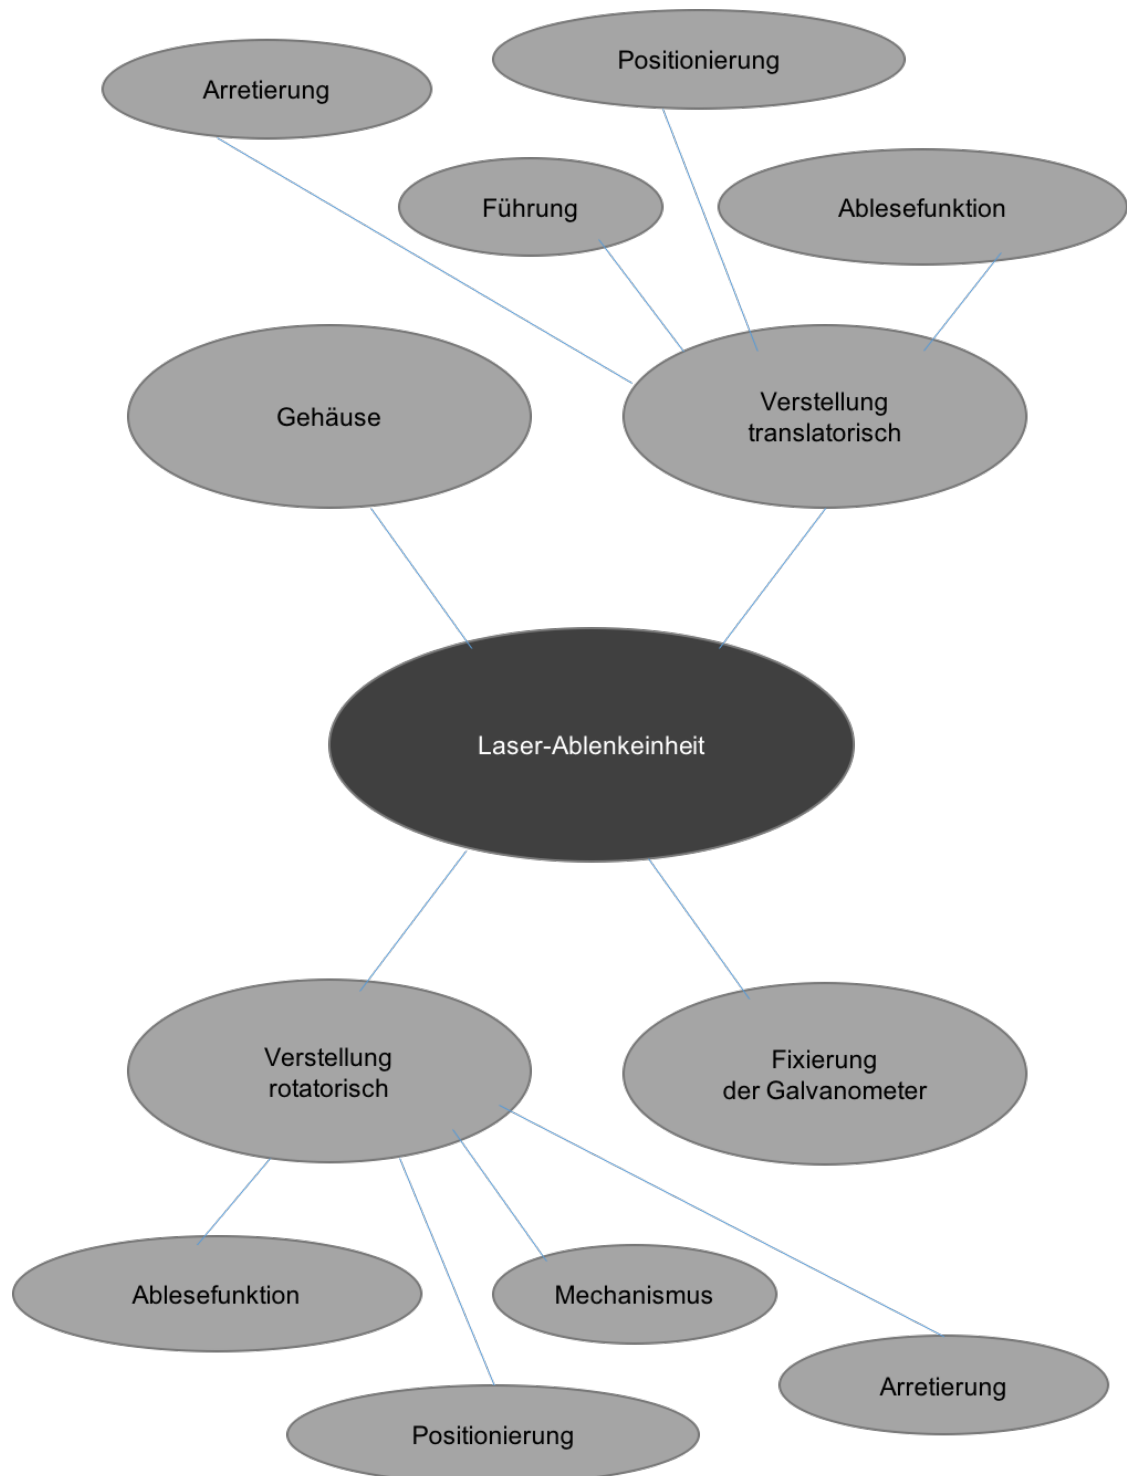 Positionierung
Arretierung
Führung
Ablesefunktion
Gehäuse
Verstellung
translatorisch
Laser-Ablenkeinheit
Verstellung
rotatorisch
Fixierung
der Galvanometer
Ablesefunktion
Mechanismus
Arretierung
Positionierung